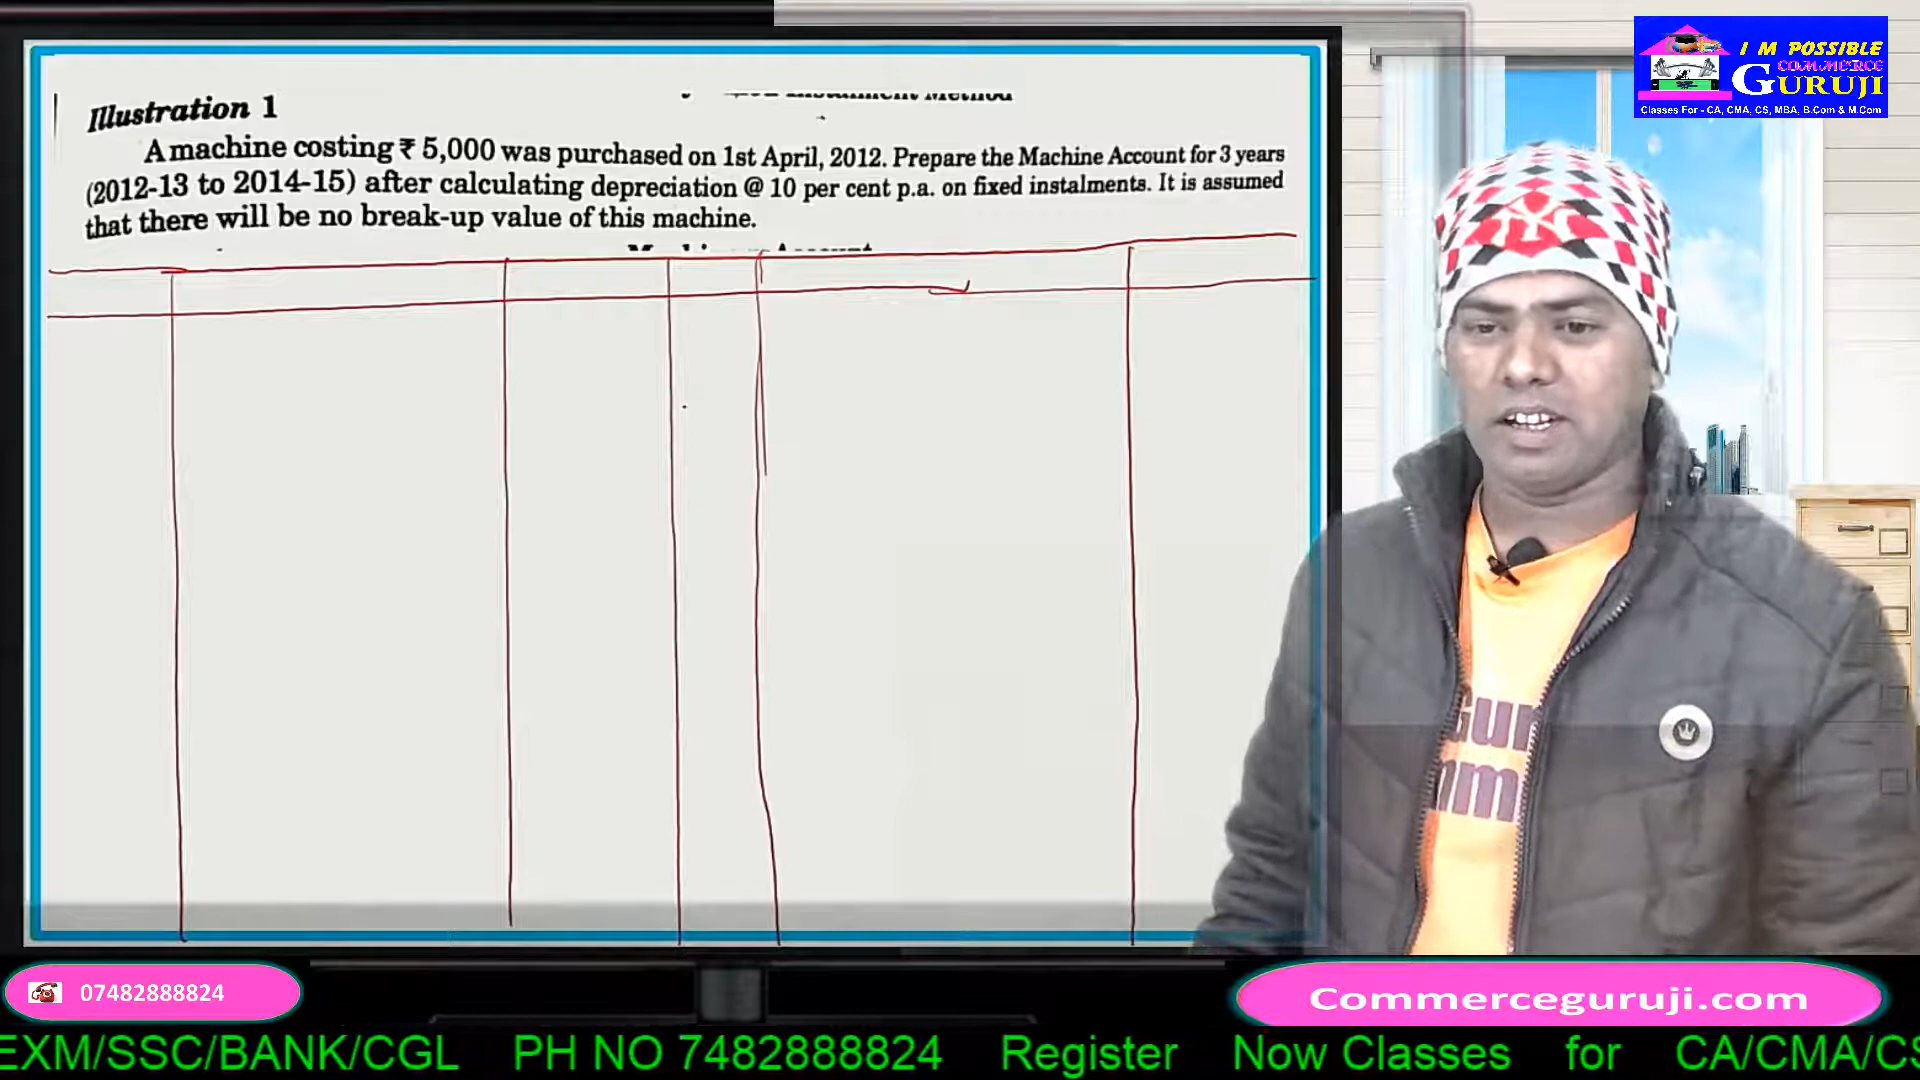 I M POSSIBLE
COMMERCE
GURUJI
Classes For - CA, CMA, CS, MBA, B.Com & M.Com
Instalment Method
Illustration 1
A machine costing ₹ 5,000 was purchased on 1st April, 2012. Prepare the Machine Account for 3 years
(2012-13 to 2014-15) after calculating depreciation @ 10 per cent p.a. on fixed instalments. It is assumed
that there will be no break-up value of this machine.
Account
07482888824
Commerceguruji.com
EXM/SSC/BANK/CGL PH NO 7482888824 Register Now Classes for CA/CMA/CS